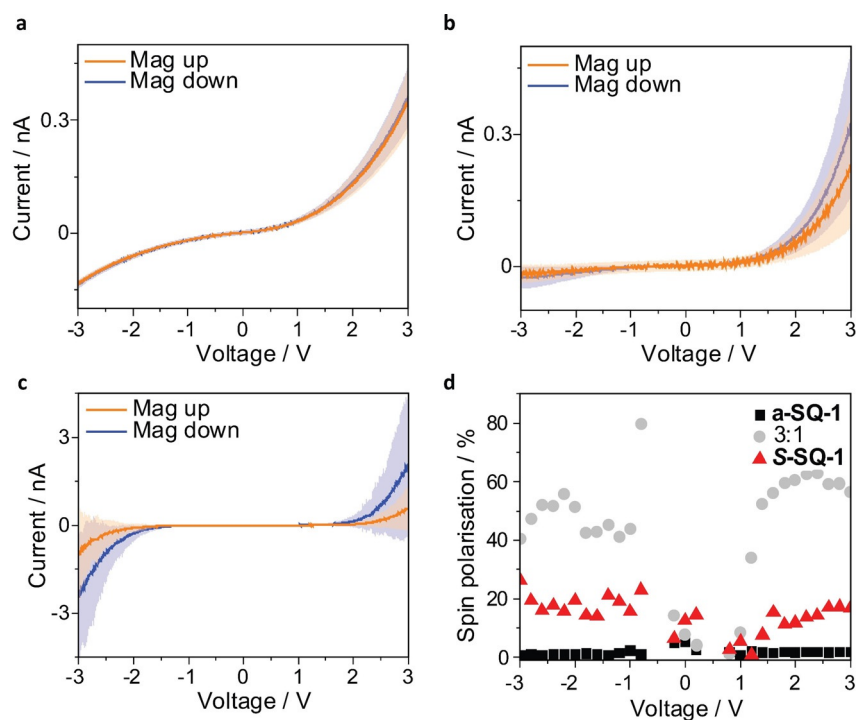 a
Mag up
Mag down
Current / nA
0.3
0
-3 -2 -1 0 1 2 3
Voltage / V
b
Mag up
Mag down
Current / nA
0.3
0
-3 -2 -1 0 1 2 3
Voltage / V
c
Mag up
Mag down
Current / nA
3
0
-3
-3 -2 -1 0 1 2 3
Voltage / V
d
a-SQ-1
3:1
S-SQ-1
Spin polarisation / %
80
60
40
20
0
-3 -2 -1 0 1 2 3
Voltage / V